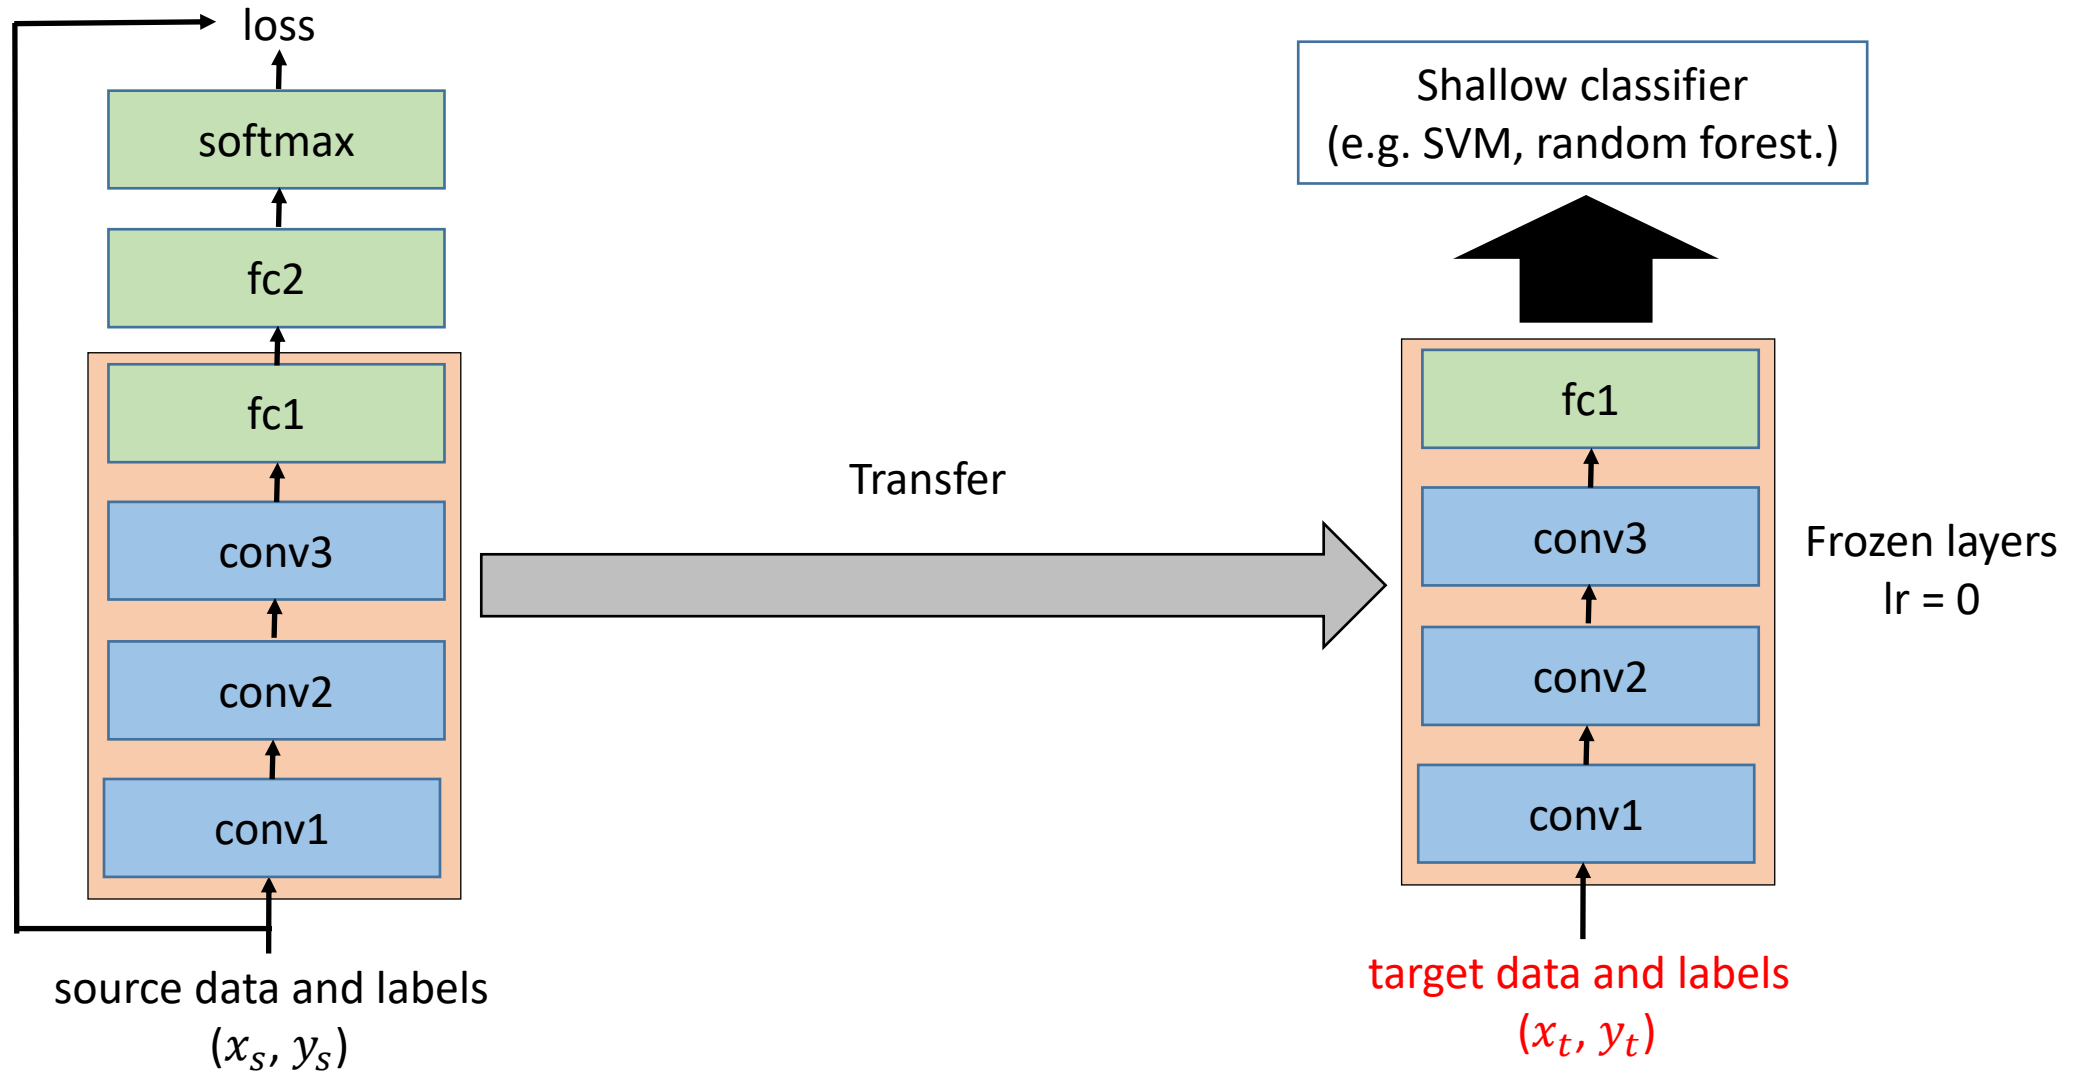 loss
softmax
fc2
fc1
conv3
conv2
conv1
source data and labels
(x_s, y_s)
Transfer
Shallow classifier
(e.g. SVM, random forest.)
fc1
conv3
conv2
conv1
Frozen layers
lr = 0
target data and labels
(x_t, y_t)